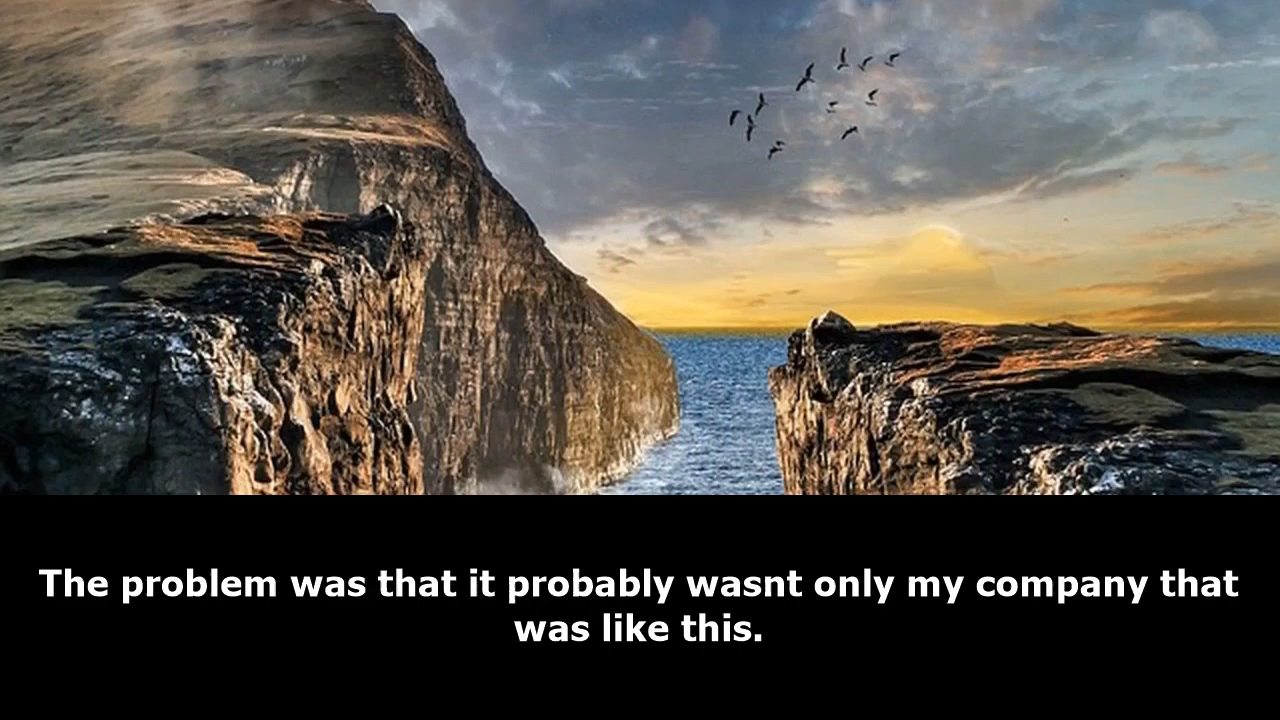 The problem was that it probably wasnt only my company that
was like this.